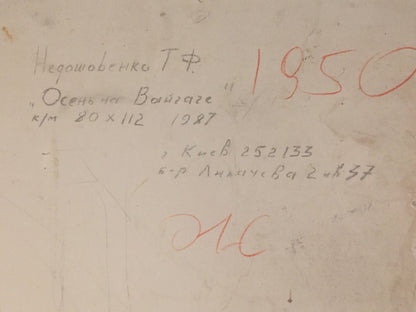 Недошовенко Т Ф.
1950
„Осень на Вайгаче"
к/м 80 х 112 1987
г Киев 252133
б-р Лихачева 2 кв 37